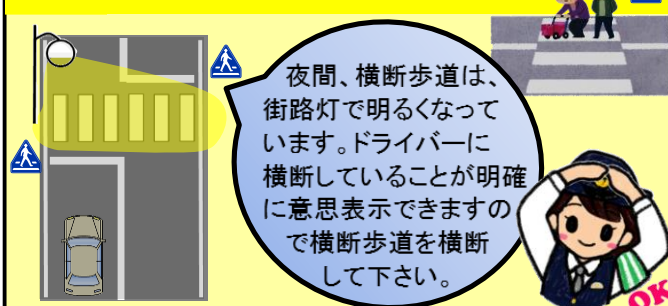 夜間、横断歩道は、
街路灯で明るくなって
います。ドライバーに
横断していることが明確
に意思表示できますの
で横断歩道を横断
して下さい。
OK